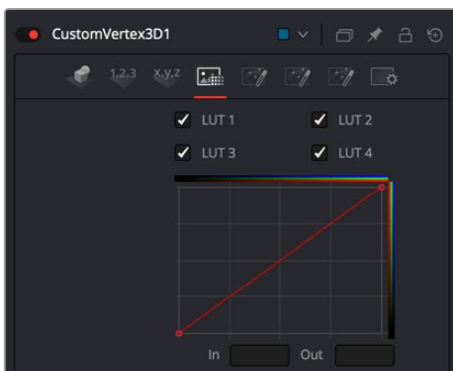 CustomVertex3D1
1,2,3 x,y,z
LUT 1 LUT 2
LUT 3 LUT 4
In Out